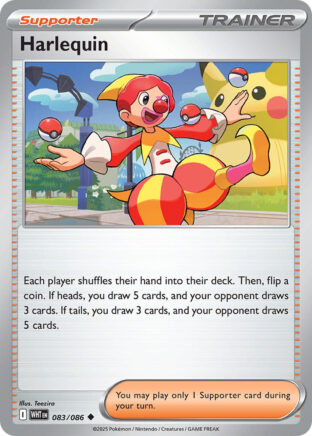 Supporter
TRAINER
Harlequin
Each player shuffles their hand into their deck. Then, flip a
coin. If heads, you draw 5 cards, and your opponent draws
3 cards. If tails, you draw 3 cards, and your opponent draws
5 cards.
Illus. Teeziro
I WHT EN 083/086 ◆
You may play only 1 Supporter card during
your turn.
©2025 Pokémon / Nintendo / Creatures / GAME FREAK